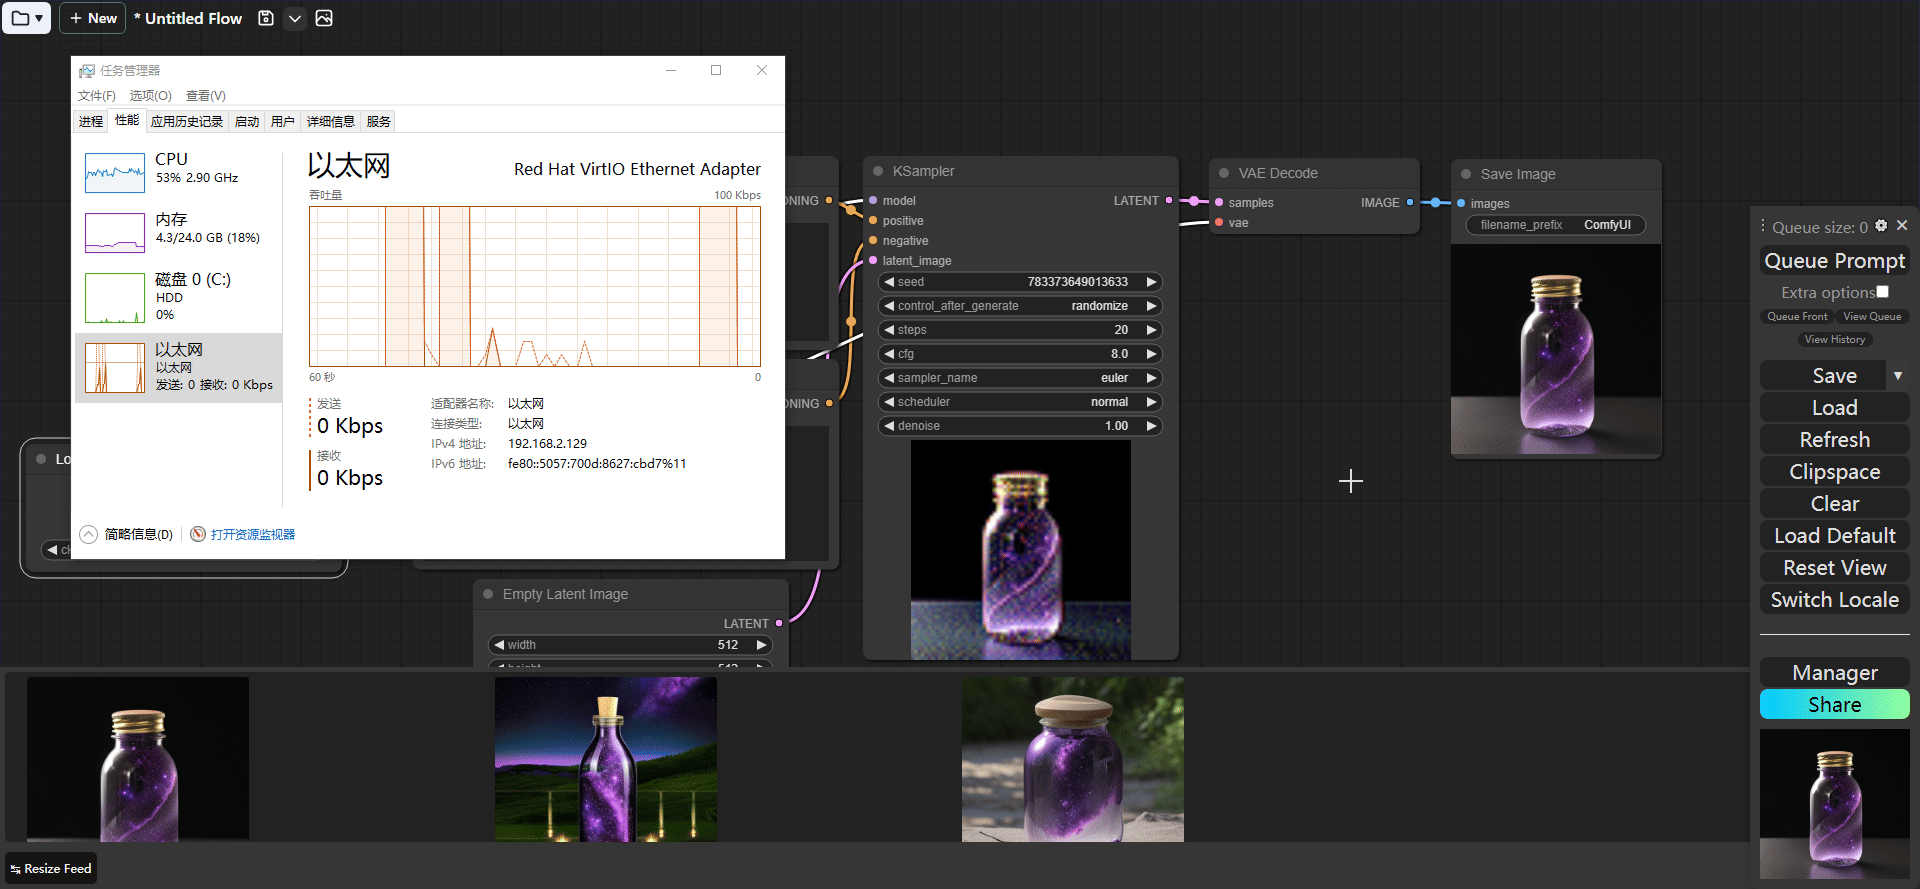 New
* Untitled Flow
任务管理器
文件(F)
选项(O)
查看(V)
进程
性能
应用历史记录
启动
用户
详细信息
服务
CPU
53% 2.90 GHz
内存
4.3/24.0 GB (18%)
磁盘 0 (C:)
HDD
0%
以太网
以太网
发送: 0 接收: 0 Kbps
以太网
Red Hat VirtIO Ethernet Adapter
吞吐量
100 Kbps
60 秒
0
发送
0 Kbps
接收
0 Kbps
适配器名称: 以太网
连接类型: 以太网
IPv4 地址: 192.168.2.129
IPv6 地址: fe80::5057:700d:8627:cbd7%11
简略信息(D)
打开资源监视器
Lo
ck
ONING
ONING
KSampler
model
LATENT
positive
negative
latent_image
seed 783373649013633
control_after_generate randomize
steps 20
cfg 8.0
sampler_name euler
scheduler normal
denoise 1.00
VAE Decode
samples
IMAGE
vae
Save Image
images
filename_prefix ComfyUI
Empty Latent Image
LATENT
width 512
height 512
Queue size: 0
Queue Prompt
Extra options
Queue Front
View Queue
View History
Save
Load
Refresh
Clipspace
Clear
Load Default
Reset View
Switch Locale
Manager
Share
Resize Feed